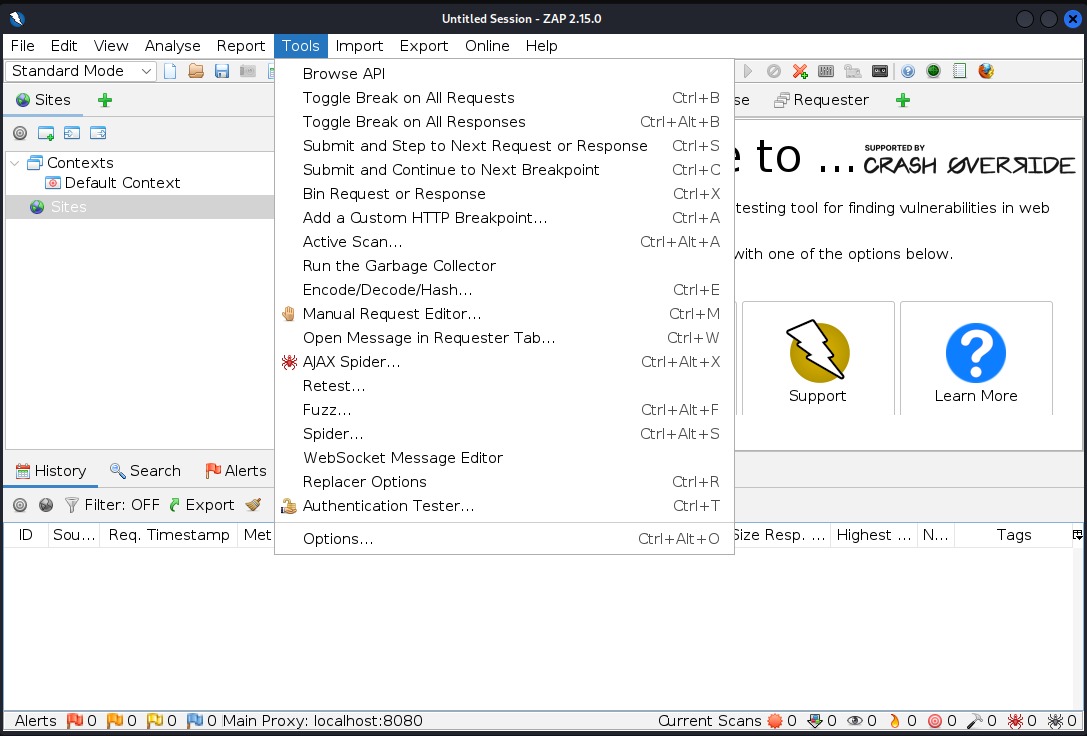 Untitled Session - ZAP 2.15.0
File Edit View Analyse Report Tools Import Export Online Help
Standard Mode
Sites
se Requester
Contexts
Default Context
Sites
Browse API
Toggle Break on All Requests Ctrl+B
Toggle Break on All Responses Ctrl+Alt+B
Submit and Step to Next Request or Response Ctrl+S
Submit and Continue to Next Breakpoint Ctrl+C
Bin Request or Response Ctrl+X
Add a Custom HTTP Breakpoint... Ctrl+A
Active Scan... Ctrl+Alt+A
Run the Garbage Collector
Encode/Decode/Hash... Ctrl+E
Manual Request Editor... Ctrl+M
Open Message in Requester Tab... Ctrl+W
AJAX Spider... Ctrl+Alt+X
Retest...
Fuzz... Ctrl+Alt+F
Spider... Ctrl+Alt+S
WebSocket Message Editor
Replacer Options Ctrl+R
Authentication Tester... Ctrl+T
Options... Ctrl+Alt+O
e to ...
SUPPORTED BY
CRASH OVERRIDE
testing tool for finding vulnerabilities in web
with one of the options below.
Support
Learn More
History Search Alerts
Filter: OFF Export
ID Sou... Req. Timestamp Met Size Resp. ... Highest ... N... Tags
Alerts 0 0 0 0 Main Proxy: localhost:8080 Current Scans 0 0 0 0 0 0 0 0